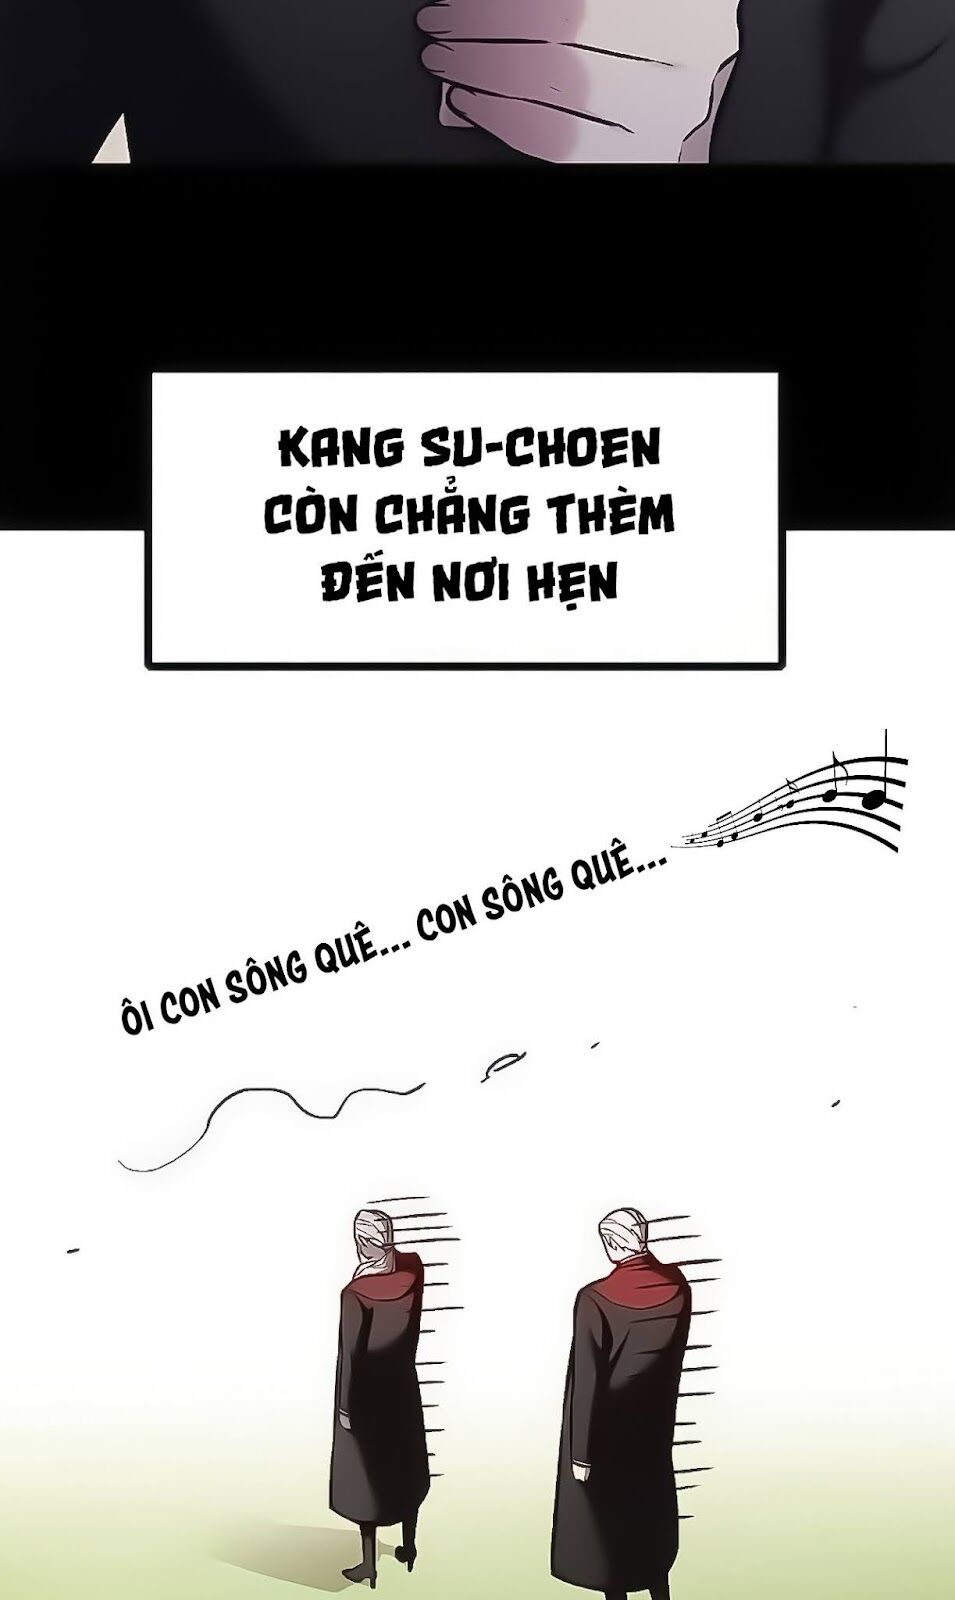 KANG SU-CHOEN
CÒN CHẲNG THÈM
ĐẾN NƠI HẸN
ÔI CON SÔNG QUÊ... CON SÔNG QUÊ...